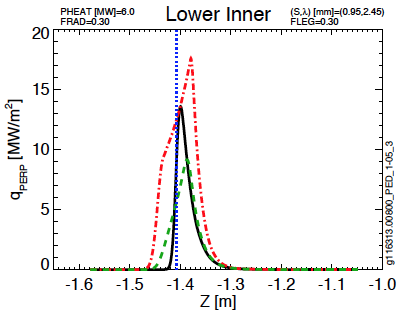 PHEAT [MW]=6.0
FRAD=0.30
Lower Inner
(S,λ) [mm]=(0.95,2.45)
FLEG=0.30
20
15
10
5
0
qPERP [MW/m2]
-1.6 -1.5 -1.4 -1.3 -1.2 -1.1 -1.0
Z [m]
g116313.00800_PED_1-05_3